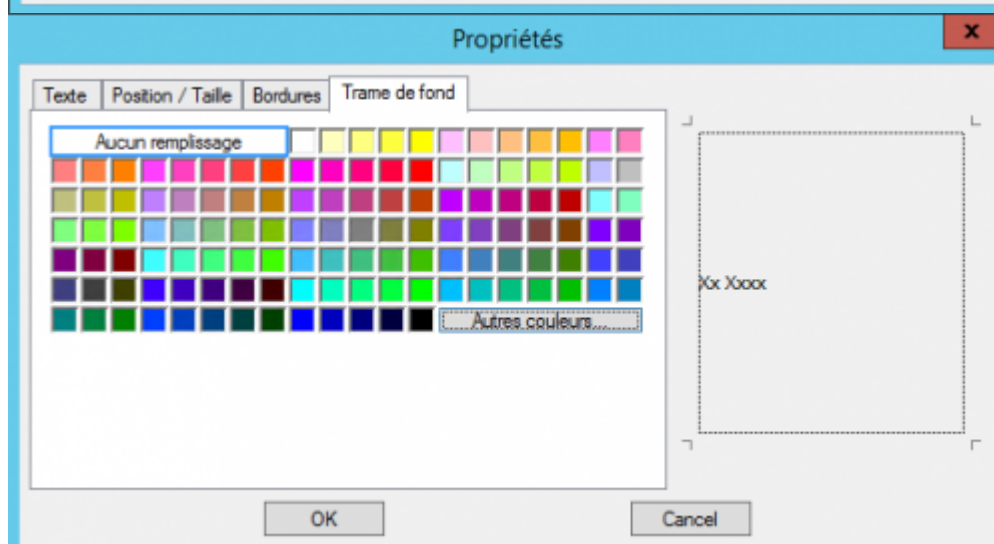 Propriétés
x
Texte Position / Taille Bordures Trame de fond
Aucun remplissage
Xx Xxxx
Autres couleurs...
OK Cancel